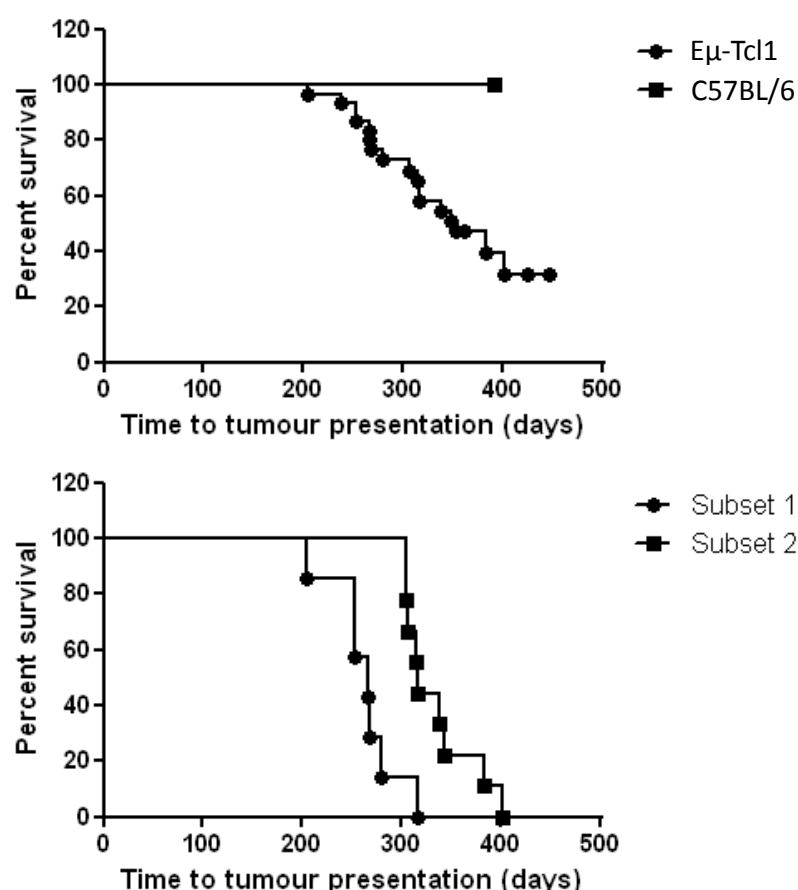 120
100
80
60
40
20
0
Percent survival
0 100 200 300 400 500
Time to tumour presentation (days)
Eµ-Tcl1
C57BL/6
120
100
80
60
40
20
0
Percent survival
0 100 200 300 400 500
Time to tumour presentation (days)
Subset 1
Subset 2